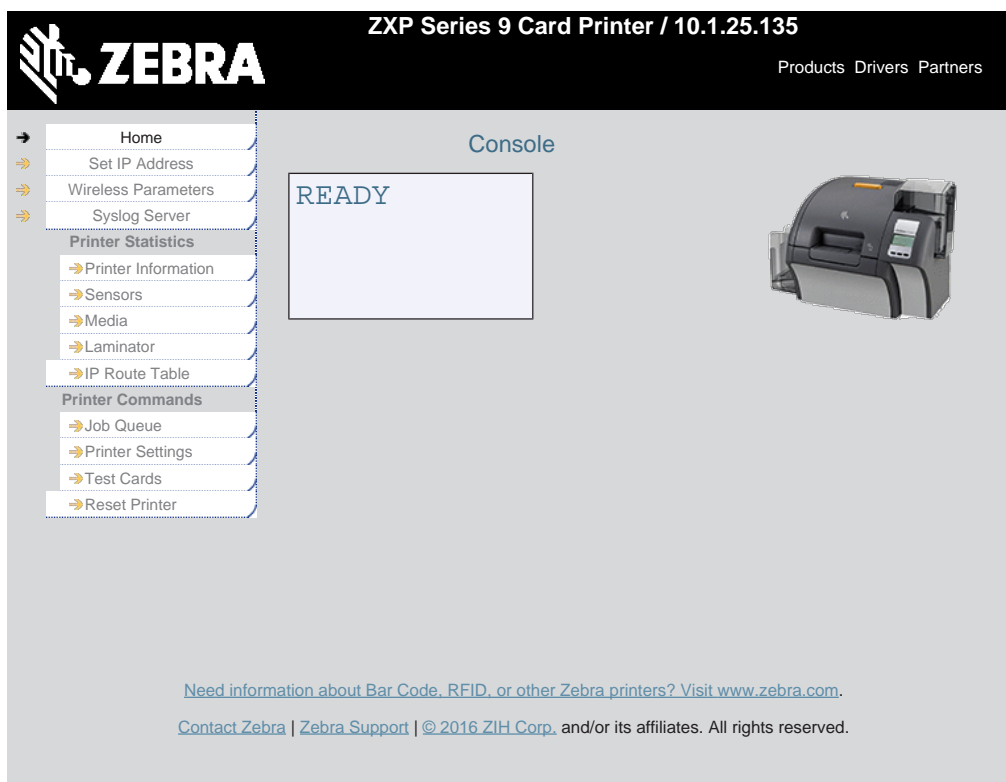 ZXP Series 9 Card Printer / 10.1.25.135
ZEBRA
Products Drivers Partners
Home
Set IP Address
Wireless Parameters
Syslog Server
Printer Statistics
Printer Information
Sensors
Media
Laminator
IP Route Table
Printer Commands
Job Queue
Printer Settings
Test Cards
Reset Printer
Console
READY
Need information about Bar Code, RFID, or other Zebra printers? Visit www.zebra.com.
Contact Zebra | Zebra Support | © 2016 ZIH Corp. and/or its affiliates. All rights reserved.